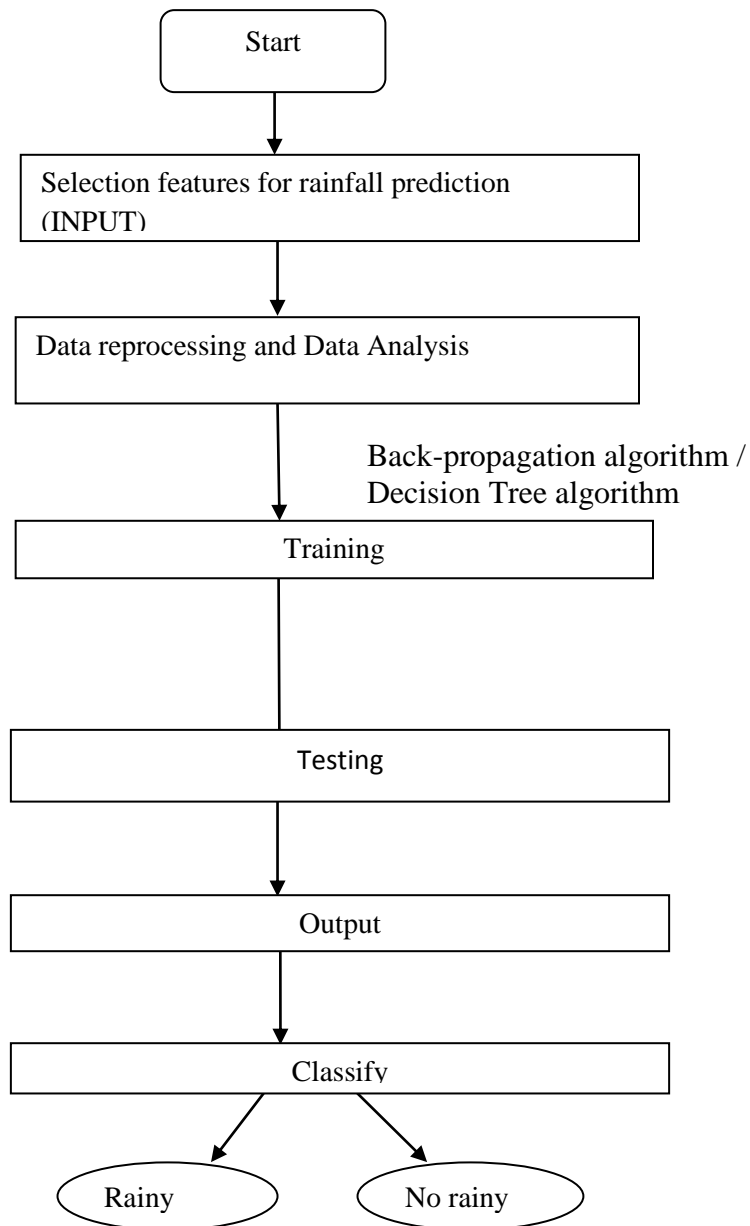 Start
Selection features for rainfall prediction
(INPUT)
Data reprocessing and Data Analysis
Back-propagation algorithm /
Decision Tree algorithm
Training
Testing
Output
Classify
Rainy
No rainy